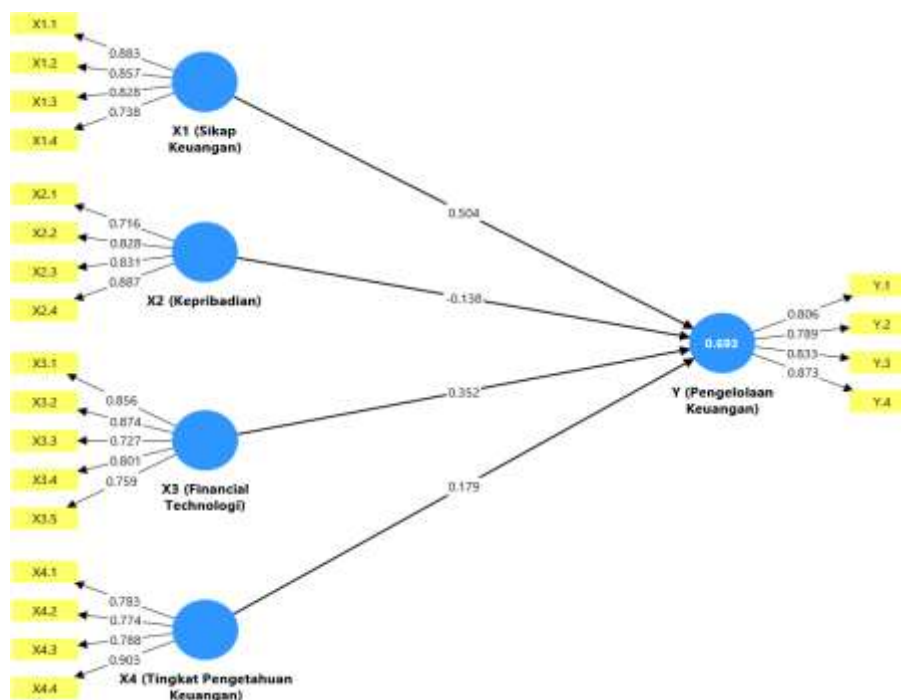 X1.1
0.883
X1.2
0.857
X1.3
0.828
X1.4
0.738
X1 (Sikap
Keuangan)
X2.1
0.716
X2.2
0.828
X2.3
0.831
X2.4
0.887
X2 (Kepribadian)
X3.1
0.856
X3.2
0.874
X3.3
0.727
X3.4
0.801
X3.5
0.759
X3 (Financial
Technologi)
X4.1
0.793
X4.2
0.774
X4.3
0.788
X4.4
0.903
X4 (Tingkat Pengetahuan
Keuangan)
0.504
-0.138
0.352
0.179
0.693
Y (Pengelolaan
Keuangan)
Y.1
0.806
Y.2
0.789
Y.3
0.833
Y.4
0.873